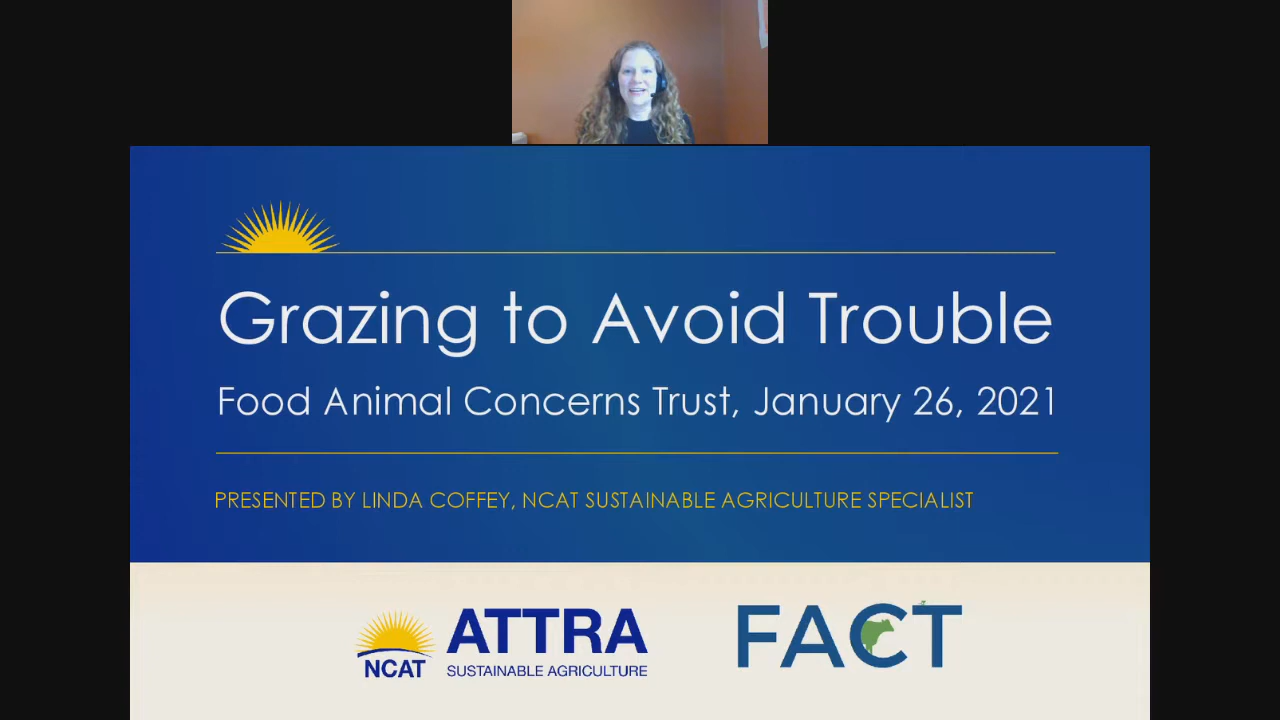 Grazing to Avoid Trouble
Food Animal Concerns Trust, January 26, 2021
PRESENTED BY LINDA COFFEY, NCAT SUSTAINABLE AGRICULTURE SPECIALIST
NCAT
ATTRA
SUSTAINABLE AGRICULTURE
FACT